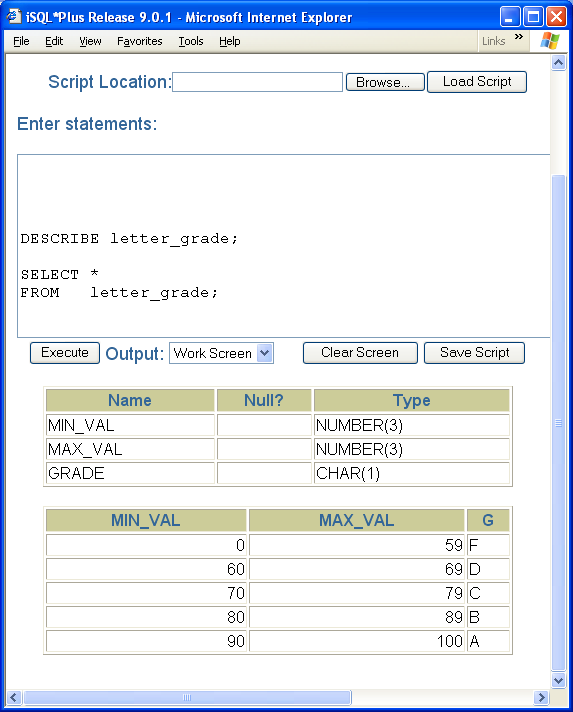 iSQL*Plus Release 9.0.1 - Microsoft Internet Explorer
File Edit View Favorites Tools Help Links »
Script Location: Browse... Load Script
Enter statements:
DESCRIBE letter_grade;
SELECT *
FROM letter_grade;
Execute Output: Work Screen Clear Screen Save Script
Name Null? Type
MIN_VAL NUMBER(3)
MAX_VAL NUMBER(3)
GRADE CHAR(1)
MIN_VAL MAX_VAL G
0 59 F
60 69 D
70 79 C
80 89 B
90 100 A